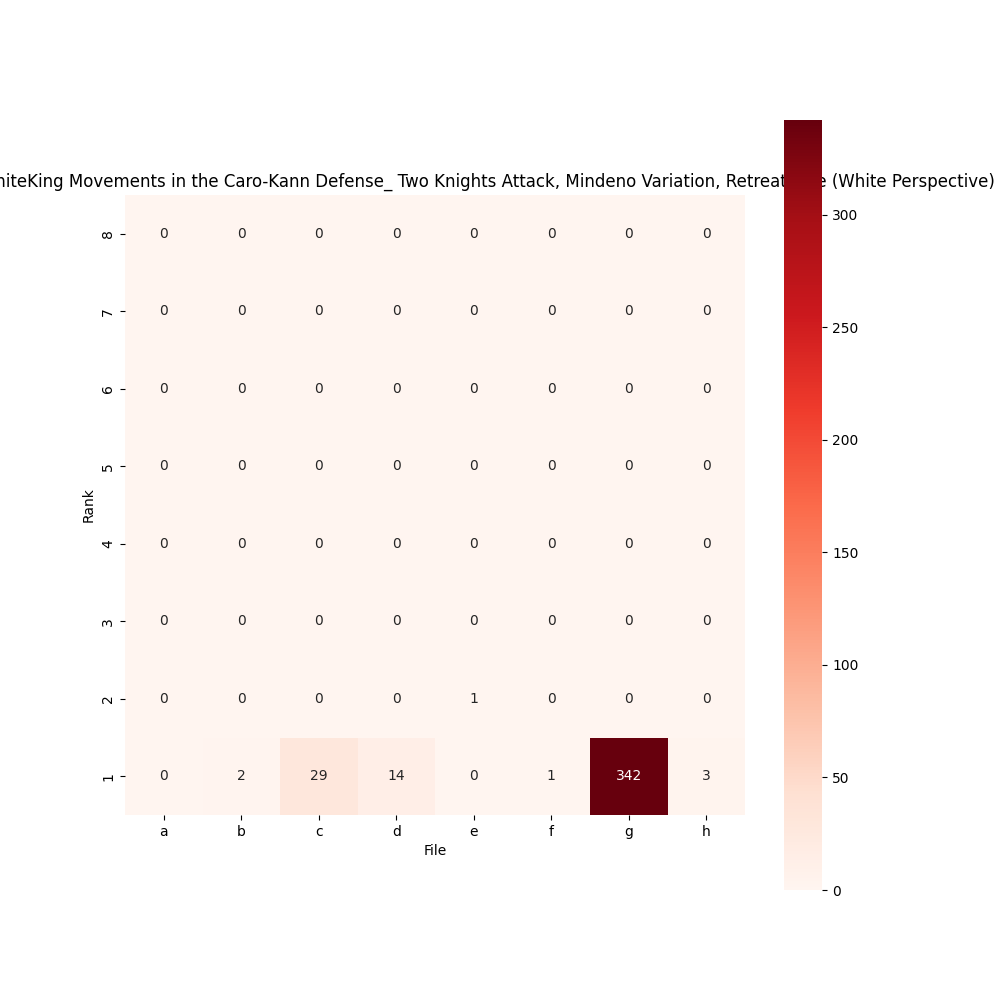 niteKing Movements in the Caro-Kann Defense_ Two Knights Attack, Mindeno Variation, Retreat e (White Perspective)
8 0 0 0 0 0 0 0 0
7 0 0 0 0 0 0 0 0
6 0 0 0 0 0 0 0 0
5 0 0 0 0 0 0 0 0
4 0 0 0 0 0 0 0 0
3 0 0 0 0 0 0 0 0
2 0 0 0 0 1 0 0 0
1 0 2 29 14 0 1 342 3
a b c d e f g h
File
Rank
300
250
200
150
100
50
0